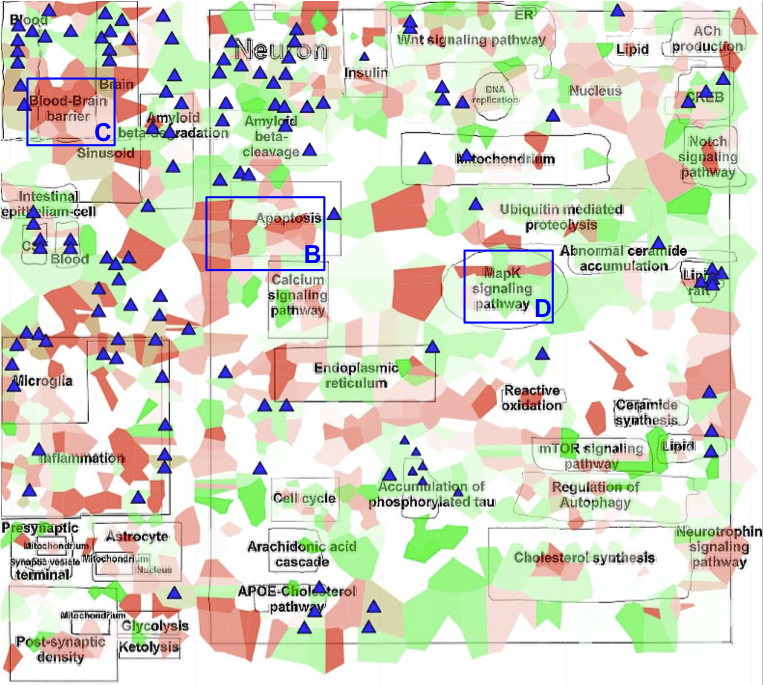 Blood
Neuron
ER
Wnt signaling pathway
Lipid
ACh
production
Insulin
Brain
Blood-Brain
barrier
C
DNA
replication
Nucleus
CREB
Amyloid
beta-degradation
Amyloid
beta-
cleavage
Sinusoid
Mitochondrium
Notch
signaling
pathway
Intestinal
epitheliam-cell
Apoptosis
B
Ubiquitin mediated
proteolysis
Blood
Abnormal ceramide
accumulation
Calcium
signaling
pathway
MapK
signaling
pathway
D
Lipid
raft
Microglia
Endoplasmic
reticulum
Reactive
oxidation
Ceramide
synthesis
Inflammation
mTOR signaling
pathway
Lipid
Cell cycle
Accumulation of
phosphorylated tau
Regulation of
Autophagy
Presynaptic
Mitochondrium
Synaptic vesicle
terminal
Astrocyte
Mitochondrium
Nucleus
Arachidonic acid
cascade
Cholesterol synthesis
Neurotrophin
signaling
pathway
APOE-Cholesterol
pathway
Mitochondrium
Glycolysis
Post-synaptic
density
Ketolysis